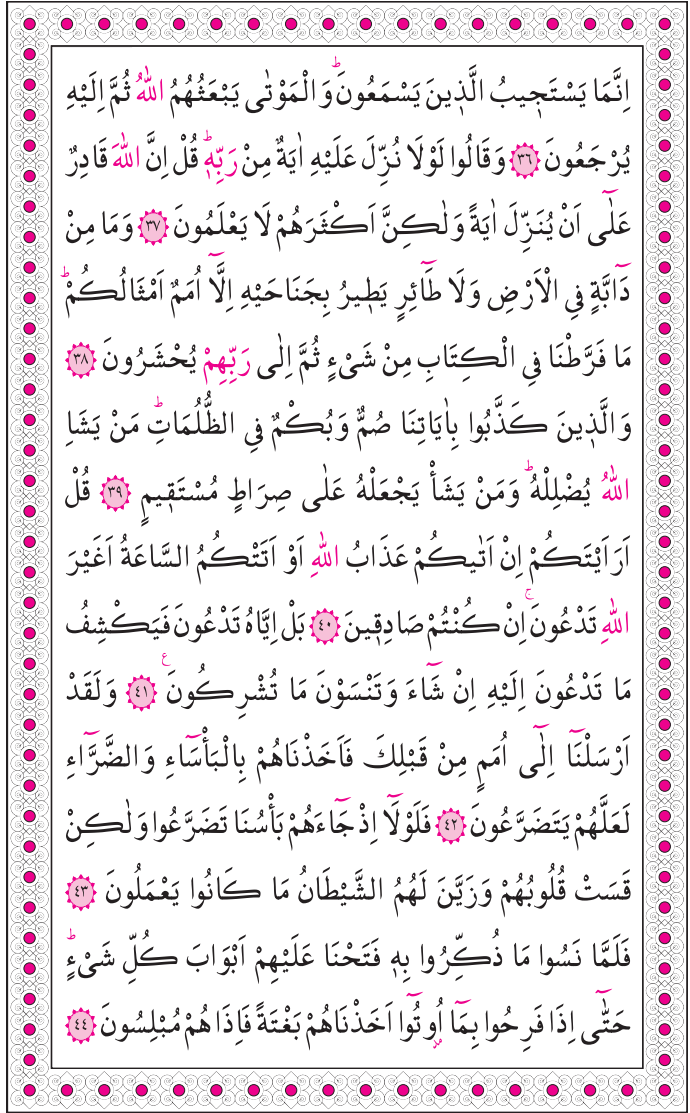 اِنَّمَا يَسْتَجٖيبُ الَّذٖينَ يَسْمَعُونَؕ وَالْمَوْتٰى يَبْعَثُهُمُ اللّٰهُ ثُمَّ اِلَيْهِ
يُرْجَعُونَ ﴿٣٦﴾ وَقَالُوا لَوْلَا نُزِّلَ عَلَيْهِ اٰيَةٌ مِنْ رَبِّهٖؕ قُلْ اِنَّ اللّٰهَ قَادِرٌ
عَلٰٓى اَنْ يُنَزِّلَ اٰيَةً وَلٰكِنَّ اَكْثَرَهُمْ لَا يَعْلَمُونَ ﴿٣٧﴾ وَمَا مِنْ
دَٓابَّةٍ فِي الْاَرْضِ وَلَا طَٓائِرٍ يَطٖيرُ بِجَنَاحَيْهِ اِلَّٓا اُمَمٌ اَمْثَالُكُمْؕ
مَا فَرَّطْنَا فِي الْكِتَابِ مِنْ شَيْءٍ ثُمَّ اِلٰى رَبِّهِمْ يُحْشَرُونَ ﴿٣٨﴾
وَالَّذٖينَ كَذَّبُوا بِاٰيَاتِنَا صُمٌّ وَبُكْمٌ فِي الظُّلُمَاتِؕ مَنْ يَشَاِ
اللّٰهُ يُضْلِلْهُؕ وَمَنْ يَشَأْ يَجْعَلْهُ عَلٰى صِرَاطٍ مُسْتَقٖيمٍ ﴿٣٩﴾ قُلْ
اَرَاَيْتَكُمْ اِنْ اَتٰيكُمْ عَذَابُ اللّٰهِ اَوْ اَتَتْكُمُ السَّاعَةُ اَغَيْرَ
اللّٰهِ تَدْعُونَۚ اِنْ كُنْتُمْ صَادِقٖينَ ﴿٤٠﴾ بَلْ اِيَّاهُ تَدْعُونَ فَيَكْشِفُ
مَا تَدْعُونَ اِلَيْهِ اِنْ شَٓاءَ وَتَنْسَوْنَ مَا تُشْرِكُونَ ع ﴿٤١﴾ وَلَقَدْ
اَرْسَلْنَٓا اِلٰٓى اُمَمٍ مِنْ قَبْلِكَ فَاَخَذْنَاهُمْ بِالْبَأْسَٓاءِ وَالضَّرَّٓاءِ
لَعَلَّهُمْ يَتَضَرَّعُونَ ﴿٤٢﴾ فَلَوْلَٓا اِذْ جَٓاءَهُمْ بَأْسُنَا تَضَرَّعُوا وَلٰكِنْ
قَسَتْ قُلُوبُهُمْ وَزَيَّنَ لَهُمُ الشَّيْطَانُ مَا كَانُوا يَعْمَلُونَ ﴿٤٣﴾
فَلَمَّا نَسُوا مَا ذُكِّرُوا بِهٖ فَتَحْنَا عَلَيْهِمْ اَبْوَابَ كُلِّ شَيْءٍؕ
حَتّٰٓى اِذَا فَرِحُوا بِمَٓا اُو۫تُٓوا اَخَذْنَاهُمْ بَغْتَةً فَاِذَا هُمْ مُبْلِسُونَ ﴿٤٤﴾